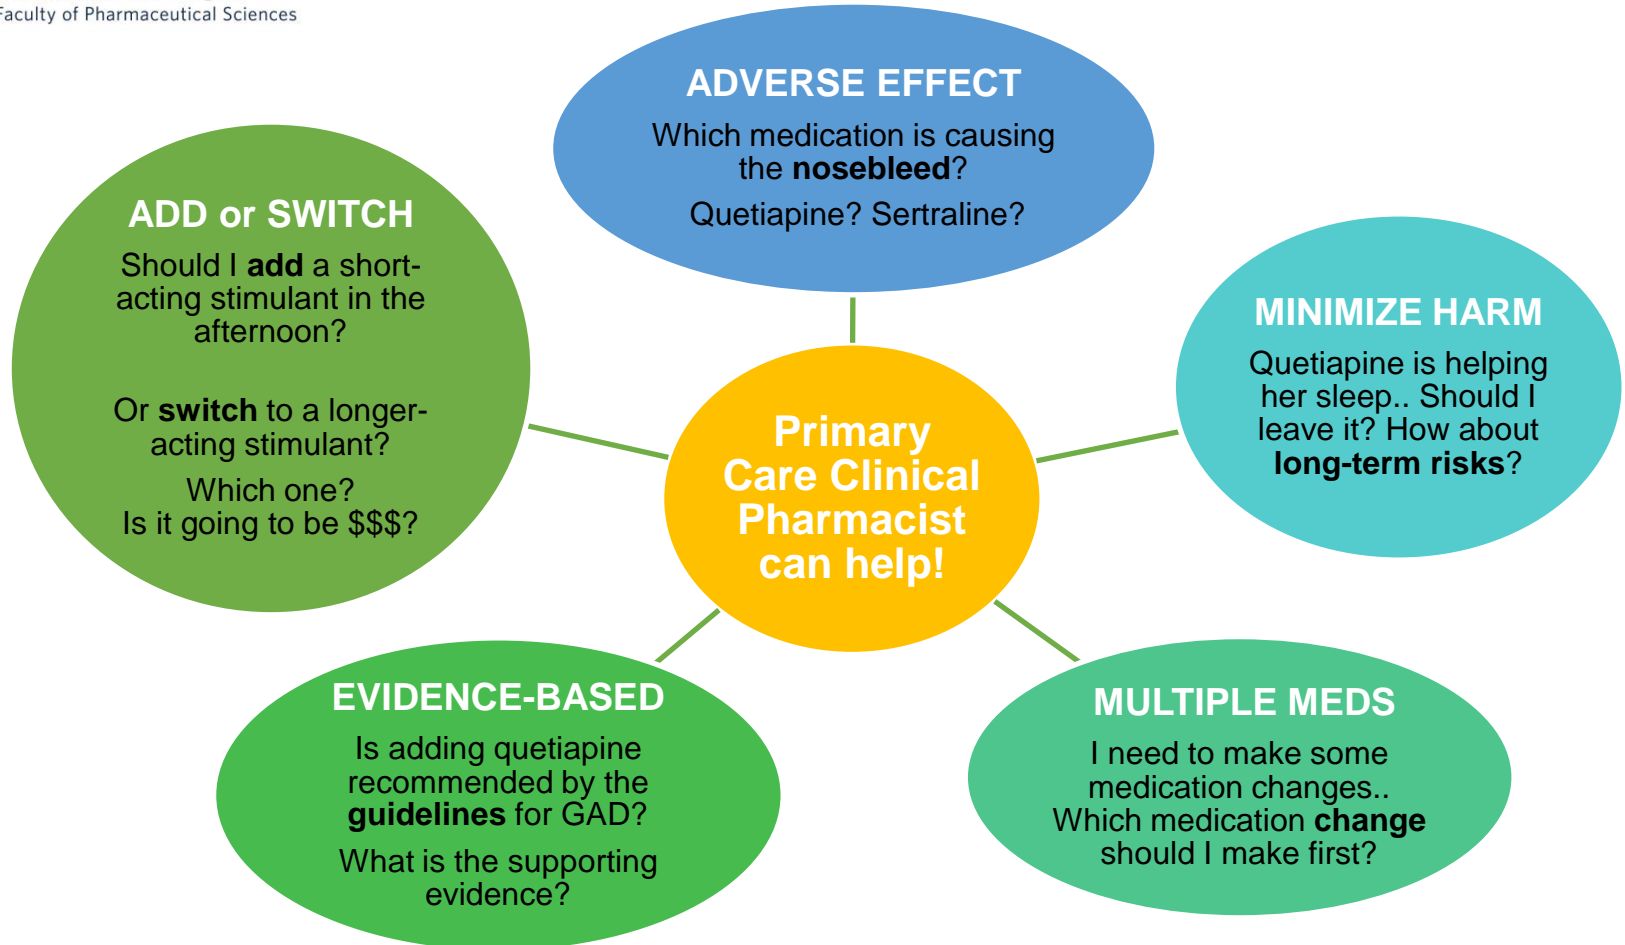 Faculty of Pharmaceutical Sciences
ADVERSE EFFECT
Which medication is causing
the nosebleed?
Quetiapine? Sertraline?
ADD or SWITCH
Should I add a short-
acting stimulant in the
afternoon?
Or switch to a longer-
acting stimulant?
Which one?
Is it going to be $$$?
MINIMIZE HARM
Quetiapine is helping
her sleep.. Should I
leave it? How about
long-term risks?
Primary
Care Clinical
Pharmacist
can help!
EVIDENCE-BASED
Is adding quetiapine
recommended by the
guidelines for GAD?
What is the supporting
evidence?
MULTIPLE MEDS
I need to make some
medication changes..
Which medication change
should I make first?